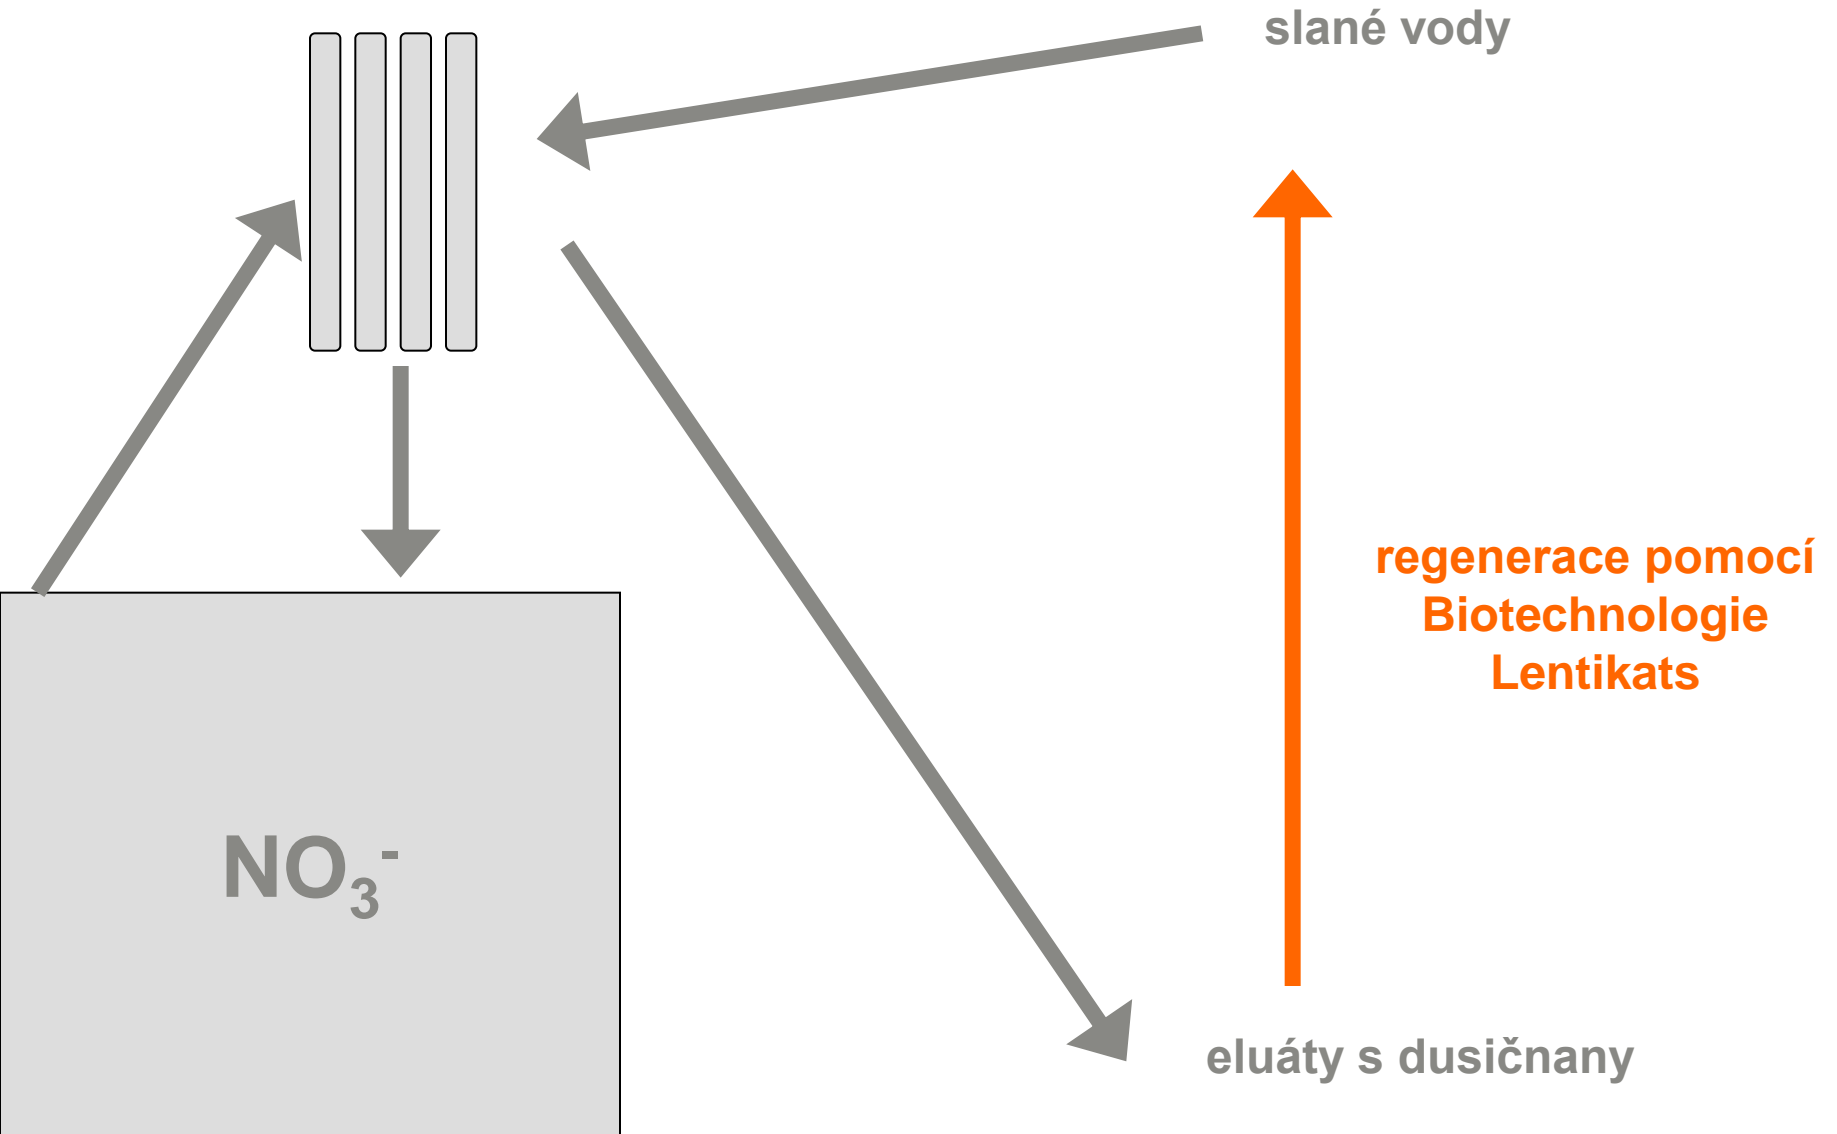 slané vody
regenerace pomocí
Biotechnologie
Lentikats
NO₃⁻
eluáty s dusičnany